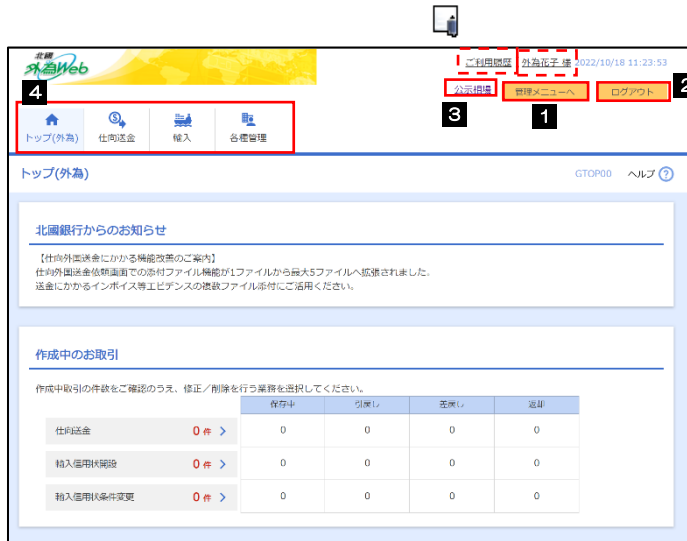 北國
外為Web
ご利用履歴 外為花子 様 2022/10/18 11:23:53
公示相場 管理メニューへ ログアウト 2
3 1
4
トップ(外為) 仕向送金 輸入 各種管理
トップ(外為) GTOP00 ヘルプ ?
北國銀行からのお知らせ
【仕向外国送金にかかる機能改善のご案内】
仕向外国送金依頼画面での添付ファイル機能が1ファイルから最大5ファイルへ拡張されました。
送金にかかるインボイス等エビデンスの複数ファイル添付にご活用ください。
作成中のお取引
作成中取引の件数をご確認のうえ、修正／削除を行う業務を選択してください。
保存中 引戻し 差戻し 返却
仕向送金 0 件 0 0 0 0
輸入信用状開設 0 件 0 0 0 0
輸入信用状条件変更 0 件 0 0 0 0